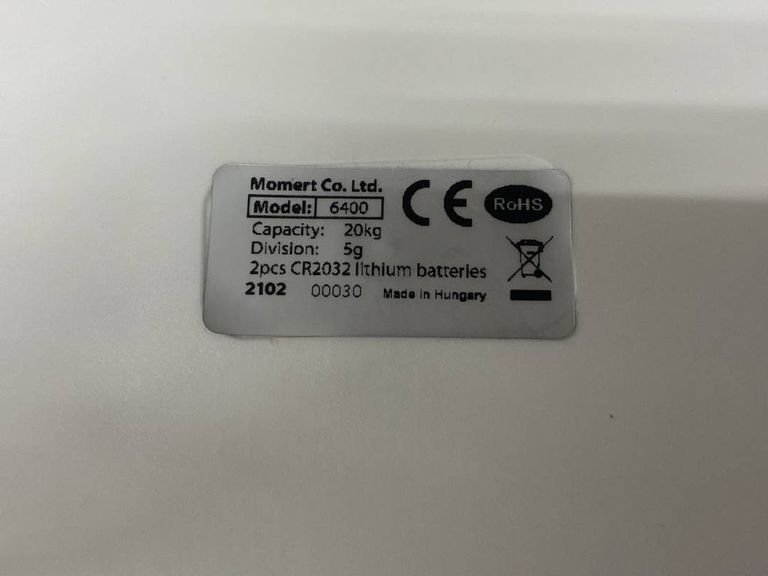 Momert Co. Ltd.
Model: 6400
CE RoHS
Capacity: 20kg
Division: 5g
2pcs CR2032 lithium batteries
2102 00030 Made in Hungary